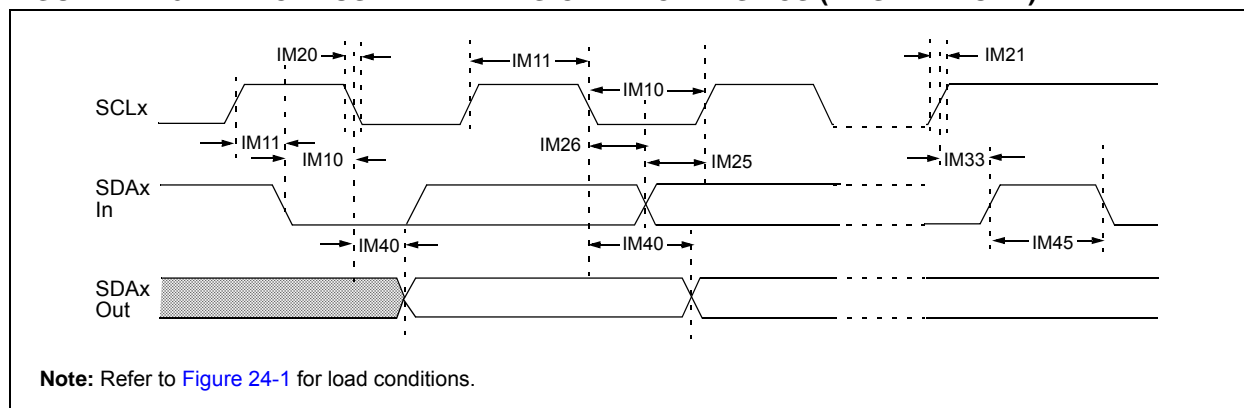 IM20
IM11
IM21
IM10
SCLx
IM11
IM26
IM10
IM25
IM33
SDAx
In
IM40
IM40
IM45
SDAx
Out
Note: Refer to Figure 24-1 for load conditions.